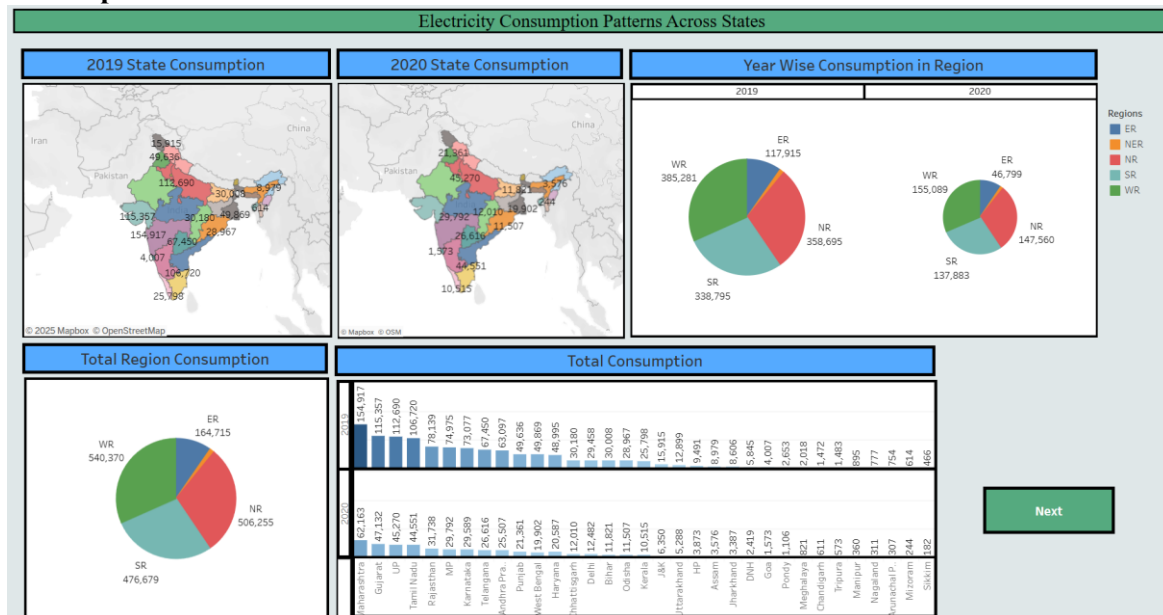 Electricity Consumption Patterns Across States
2019 State Consumption
2020 State Consumption
Year Wise Consumption in Region
Iran
China
Pakistan
15,915
49,636
112,690
30,008
8,979
614
115,357
30,180
49,869
28,967
154,917
67,450
4,007
106,720
25,798
© 2025 Mapbox © OpenStreetMap
China
Pakistan
21,361
45,270
11,821
3,576
244
29,792
12,010
19,902
11,507
26,616
1,573
44,551
10,515
© Mapbox © OSM
2019
2020
WR
385,281
ER
117,915
NR
358,695
SR
338,795
WR
155,089
ER
46,799
NR
147,560
SR
137,883
Regions
ER
NER
NR
SR
WR
Total Region Consumption
WR
540,370
ER
164,715
NR
506,255
SR
476,679
Total Consumption
2019
154,917
115,357
112,690
106,720
78,139
74,975
73,077
67,450
63,097
49,636
49,869
48,995
30,180
29,458
30,008
28,967
25,798
15,915
12,899
9,491
8,979
8,606
5,845
4,007
2,653
2,018
1,472
1,483
895
777
754
614
466
2020
62,163
47,132
45,270
44,551
31,738
29,792
29,589
26,616
25,507
21,361
19,902
20,587
12,010
12,482
11,821
11,507
10,515
6,350
5,288
3,873
3,576
3,387
2,419
1,573
1,106
821
611
573
360
311
307
244
182
Maharashtra
Gujarat
UP
Tamil Nadu
Rajasthan
MP
Karnataka
Telangana
Andhra Pra..
Punjab
West Bengal
Haryana
Chhattisgarh
Delhi
Bihar
Odisha
Kerala
J&K
Uttarakhand
HP
Assam
Jharkhand
DNH
Goa
Pondy
Meghalaya
Chandigarh
Tripura
Manipur
Nagaland
Arunachal P..
Mizoram
Sikkim
Next